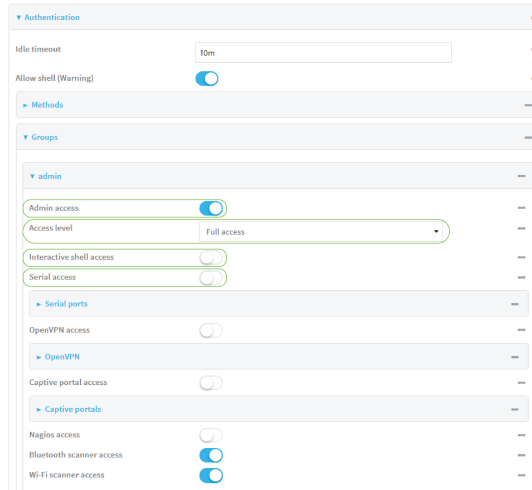 Authentication
Idle timeout
10m
Allow shell (Warning)
Methods
Groups
admin
Admin access
Access level
Full access
Interactive shell access
Serial access
Serial ports
OpenVPN access
OpenVPN
Captive portal access
Captive portals
Nagios access
Bluetooth scanner access
Wi-Fi scanner access